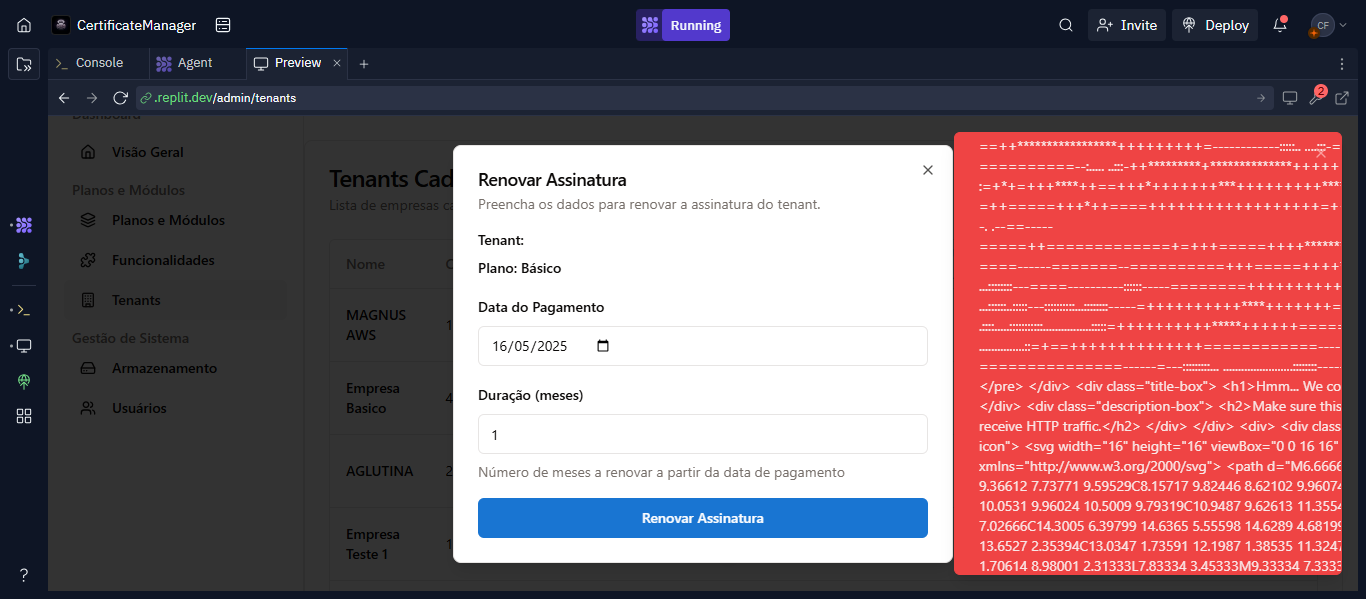 CertificateManager
Running
Invite
Deploy
CF
Console
Agent
Preview
.replit.dev/admin/tenants
2
Dashboard
Visão Geral
Planos e Módulos
Planos e Módulos
Funcionalidades
Tenants
Gestão de Sistema
Armazenamento
Usuários
Tenants Cad
Lista de empresas ca
Nome
MAGNUS
AWS
Empresa
Basico
AGLUTINA
Empresa
Teste 1
Renovar Assinatura
Preencha os dados para renovar a assinatura do tenant.
Tenant:
Plano: Básico
Data do Pagamento
16/05/2025
Duração (meses)
1
Número de meses a renovar a partir da data de pagamento
Renovar Assinatura
</pre> </div> <div class="title-box"> <h1>Hmm... We co
</div> <div class="description-box"> <h2>Make sure this
receive HTTP traffic.</h2> </div> </div> <div> <div clas
icon"> <svg width="16" height="16" viewBox="0 0 16 16"
xmlns="http://www.w3.org/2000/svg"> <path d="M6.6666
9.36612 7.73771 9.59529C8.15717 9.82446 8.62102 9.96074
10.0531 9.96024 10.5009 9.79319C10.9487 9.62613 11.3554
7.02666C14.3005 6.39799 14.6365 5.55598 14.6289 4.68199
13.6527 2.35394C13.0347 1.73591 12.1987 1.38535 11.3247
1.70614 8.98001 2.31333L7.83334 3.45333M9.33334 7.3333